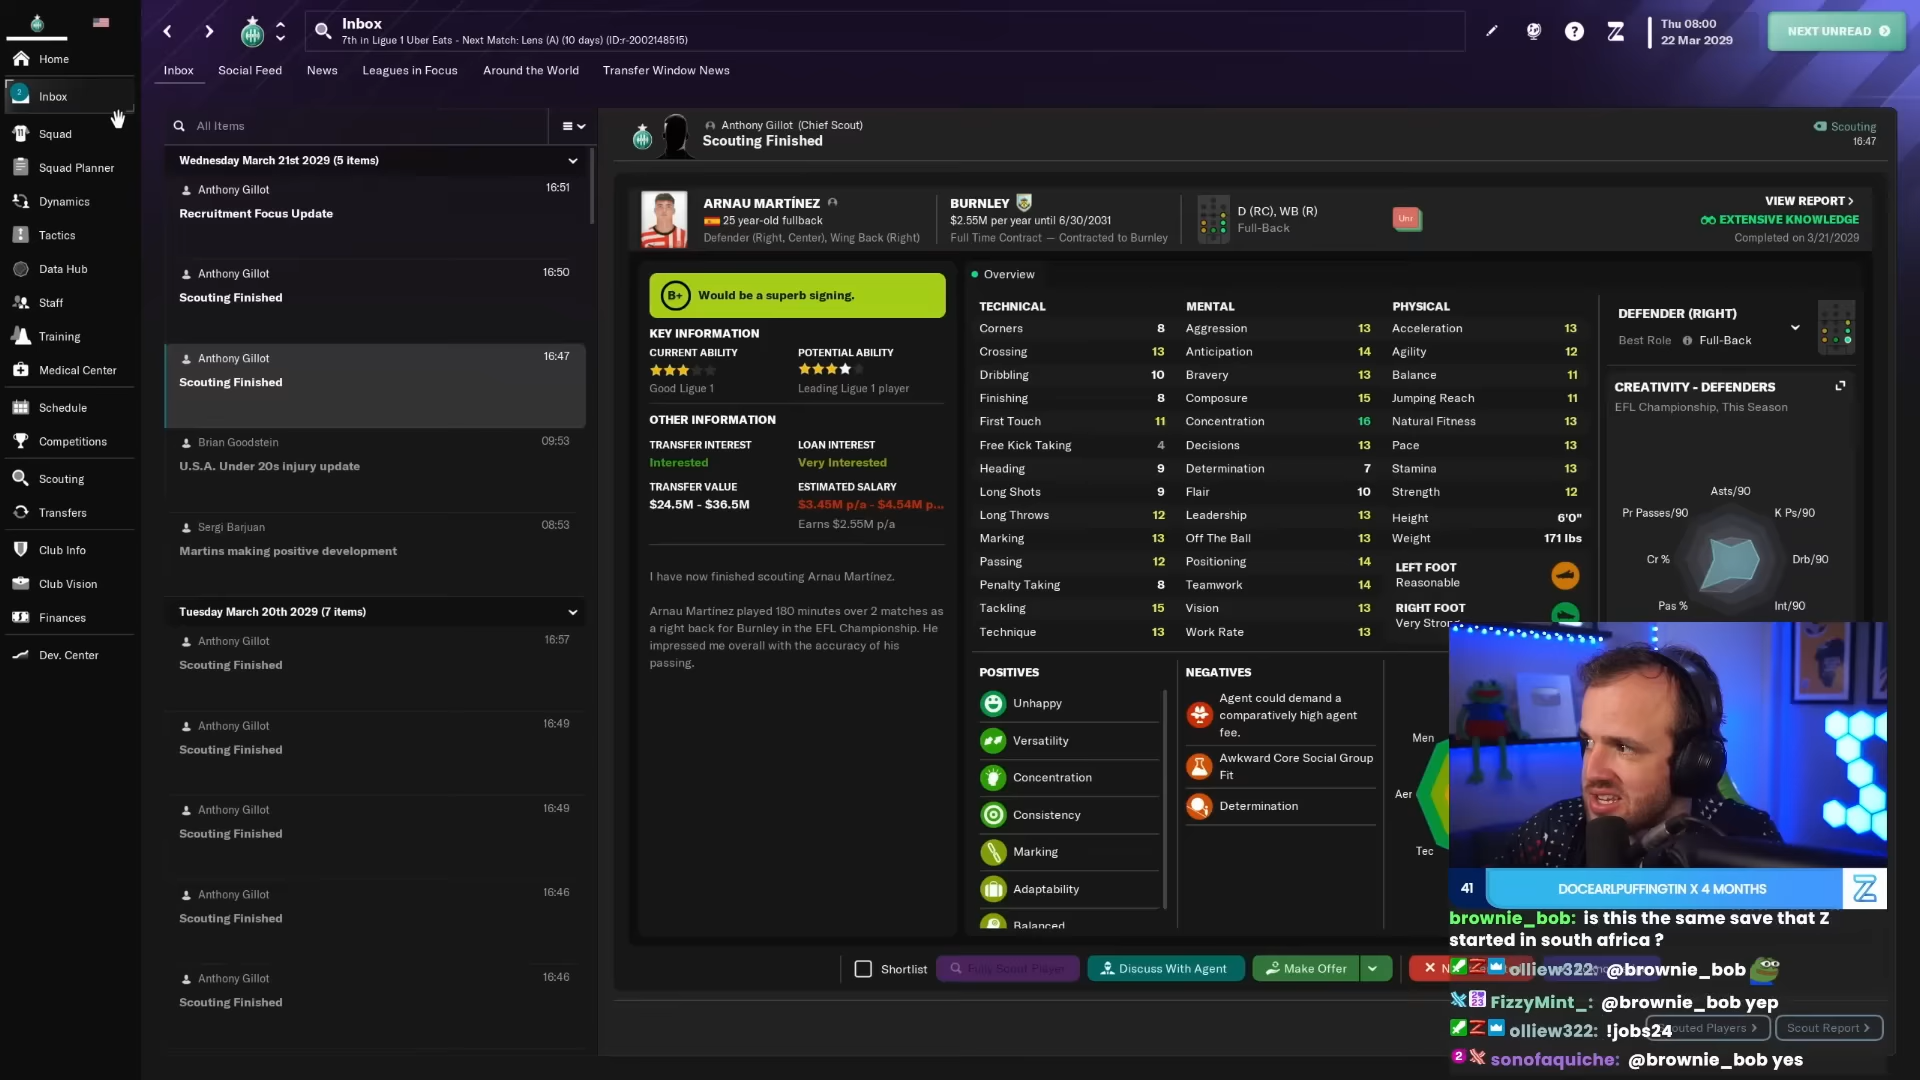 Inbox
7th in Ligue 1 Uber Eats - Next Match: Lens (A) (10 days) (ID:r-2002148515)
Thu 08:00
22 Mar 2029
NEXT UNREAD
Inbox
Social Feed
News
Leagues in Focus
Around the World
Transfer Window News
Home
2
Inbox
Squad
Squad Planner
Dynamics
Tactics
Data Hub
Staff
Training
Medical Center
Schedule
Competitions
Scouting
Transfers
Club Info
Club Vision
Finances
Dev. Center
All Items
Wednesday March 21st 2029 (5 items)
Anthony Gillot 16:51
Recruitment Focus Update
Anthony Gillot 16:50
Scouting Finished
Anthony Gillot 16:47
Scouting Finished
Brian Goodstein 09:53
U.S.A. Under 20s injury update
Sergi Barjuan 08:53
Martins making positive development
Tuesday March 20th 2029 (7 items)
Anthony Gillot 16:57
Scouting Finished
Anthony Gillot 16:49
Scouting Finished
Anthony Gillot 16:49
Scouting Finished
Anthony Gillot 16:46
Scouting Finished
Anthony Gillot 16:46
Scouting Finished
Anthony Gillot (Chief Scout)
Scouting Finished
Scouting
16:47
ARNAU MARTÍNEZ
25 year-old fullback
Defender (Right, Center), Wing Back (Right)
BURNLEY
$2.55M per year until 6/30/2031
Full Time Contract — Contracted to Burnley
D (RC), WB (R)
Full-Back
Unr
VIEW REPORT >
EXTENSIVE KNOWLEDGE
Completed on 3/21/2029
B+ Would be a superb signing.
KEY INFORMATION
CURRENT ABILITY
Good Ligue 1
POTENTIAL ABILITY
Leading Ligue 1 player
OTHER INFORMATION
TRANSFER INTEREST
Interested
LOAN INTEREST
Very Interested
TRANSFER VALUE
$24.5M - $36.5M
ESTIMATED SALARY
$3.45M p/a - $4.54M p...
Earns $2.55M p/a
I have now finished scouting Arnau Martínez.
Arnau Martínez played 180 minutes over 2 matches as
a right back for Burnley in the EFL Championship. He
impressed me overall with the accuracy of his
passing.
Overview
TECHNICAL
Corners 8
Crossing 13
Dribbling 10
Finishing 8
First Touch 11
Free Kick Taking 4
Heading 9
Long Shots 9
Long Throws 12
Marking 13
Passing 12
Penalty Taking 8
Tackling 15
Technique 13
MENTAL
Aggression 13
Anticipation 14
Bravery 13
Composure 15
Concentration 16
Decisions 13
Determination 7
Flair 10
Leadership 13
Off The Ball 13
Positioning 14
Teamwork 14
Vision 13
Work Rate 13
PHYSICAL
Acceleration 13
Agility 12
Balance 11
Jumping Reach 11
Natural Fitness 13
Pace 13
Stamina 13
Strength 12
Height 6'0"
Weight 171 lbs
LEFT FOOT
Reasonable
RIGHT FOOT
Very Strong
DEFENDER (RIGHT)
Best Role Full-Back
CREATIVITY - DEFENDERS
EFL Championship, This Season
Asts/90
Pr Passes/90
K Ps/90
Cr %
Drb/90
Pas %
Int/90
POSITIVES
Unhappy
Versatility
Concentration
Consistency
Marking
Adaptability
Balanced
NEGATIVES
Agent could demand a
comparatively high agent
fee.
Awkward Core Social Group
Fit
Determination
Men
Aer
Tec
Shortlist
Fully Scout Player
Discuss With Agent
Make Offer
Scout Report >
41 DOCEARLPUFFINGTIN X 4 MONTHS Z
brownie_bob: is this the same save that Z
started in south africa ?
olliew322: @brownie_bob
FizzyMint_: @brownie_bob yep
olliew322: !jobs24
sonofaquiche: @brownie_bob yes